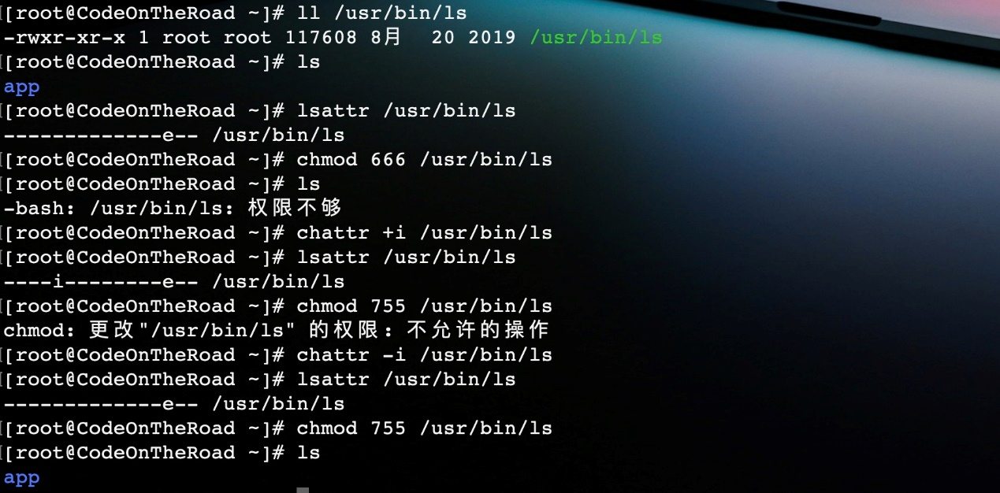 [root@CodeOnTheRoad ~]# ll /usr/bin/ls
-rwxr-xr-x 1 root root 117608 8月  20 2019 /usr/bin/ls
[root@CodeOnTheRoad ~]# ls
app
[root@CodeOnTheRoad ~]# lsattr /usr/bin/ls
-------------e-- /usr/bin/ls
[root@CodeOnTheRoad ~]# chmod 666 /usr/bin/ls
[root@CodeOnTheRoad ~]# ls
-bash: /usr/bin/ls: 权限不够
[root@CodeOnTheRoad ~]# chattr +i /usr/bin/ls
[root@CodeOnTheRoad ~]# lsattr /usr/bin/ls
----i--------e-- /usr/bin/ls
[root@CodeOnTheRoad ~]# chmod 755 /usr/bin/ls
chmod: 更改"/usr/bin/ls" 的权限: 不允许的操作
[root@CodeOnTheRoad ~]# chattr -i /usr/bin/ls
[root@CodeOnTheRoad ~]# lsattr /usr/bin/ls
-------------e-- /usr/bin/ls
[root@CodeOnTheRoad ~]# chmod 755 /usr/bin/ls
[root@CodeOnTheRoad ~]# ls
app